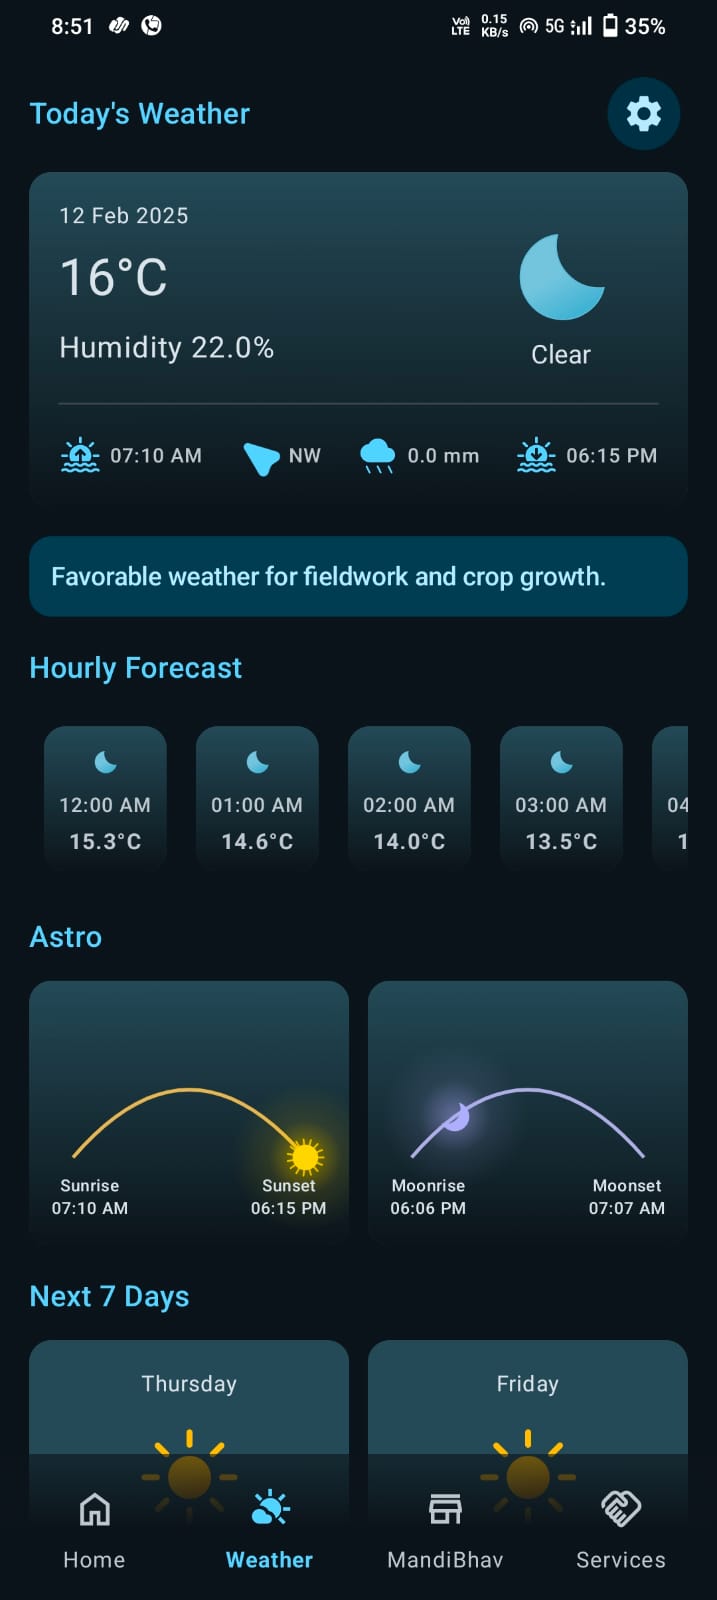 8:51 Vo) LTE 0.15 KB/s 5G 35%
Today's Weather
12 Feb 2025
16°C
Humidity 22.0%
Clear
07:10 AM NW 0.0 mm 06:15 PM
Favorable weather for fieldwork and crop growth.
Hourly Forecast
12:00 AM 01:00 AM 02:00 AM 03:00 AM 04
15.3°C 14.6°C 14.0°C 13.5°C 1
Astro
Sunrise Sunset Moonrise Moonset
07:10 AM 06:15 PM 06:06 PM 07:07 AM
Next 7 Days
Thursday Friday
Home Weather MandiBhav Services